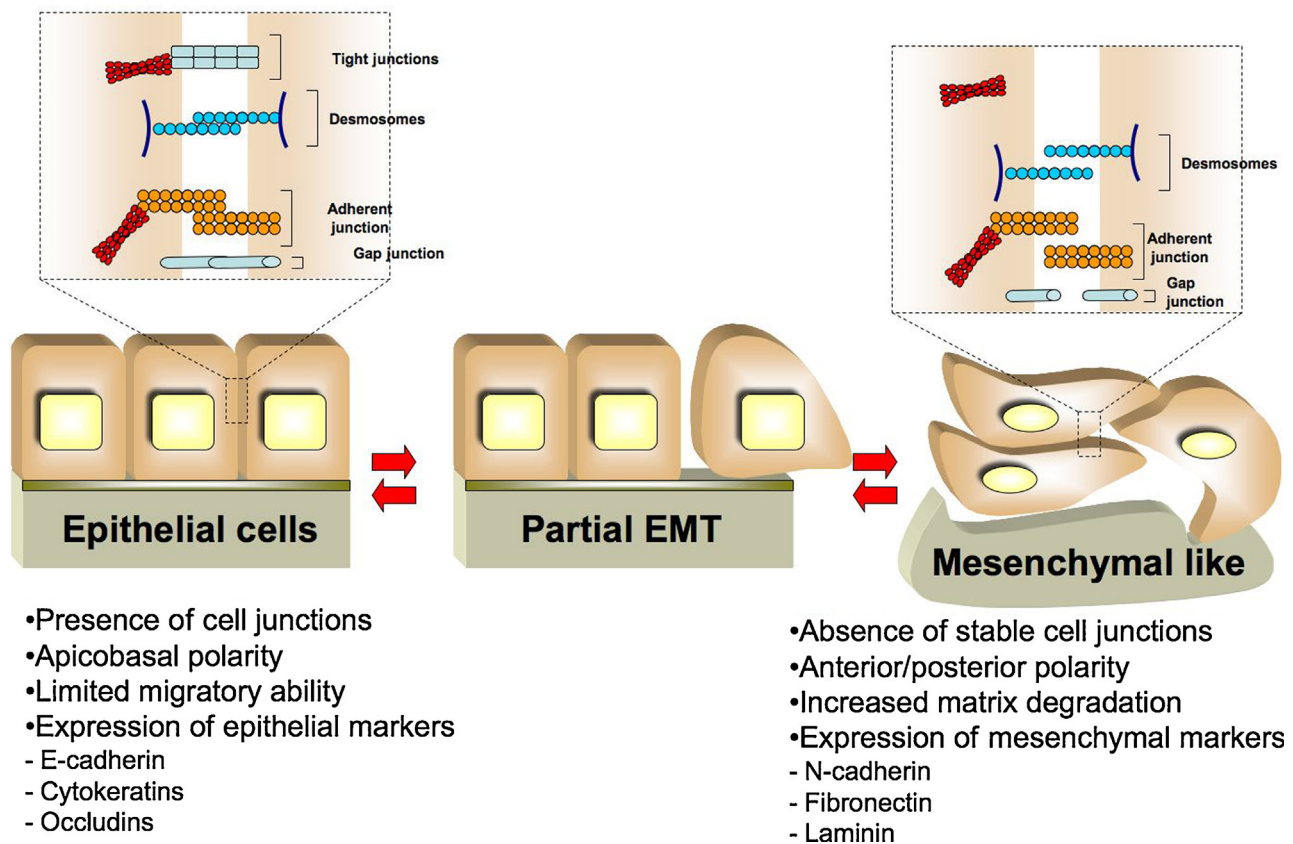 Tight junctions
Desmosomes
Adherent
junction
Gap junction
Desmosomes
Adherent
junction
Gap
junction
Epithelial cells
Partial EMT
Mesenchymal like
•Presence of cell junctions
•Apicobasal polarity
•Limited migratory ability
•Expression of epithelial markers
- E-cadherin
- Cytokeratins
- Occludins
•Absence of stable cell junctions
•Anterior/posterior polarity
•Increased matrix degradation
•Expression of mesenchymal markers
- N-cadherin
- Fibronectin
- Laminin